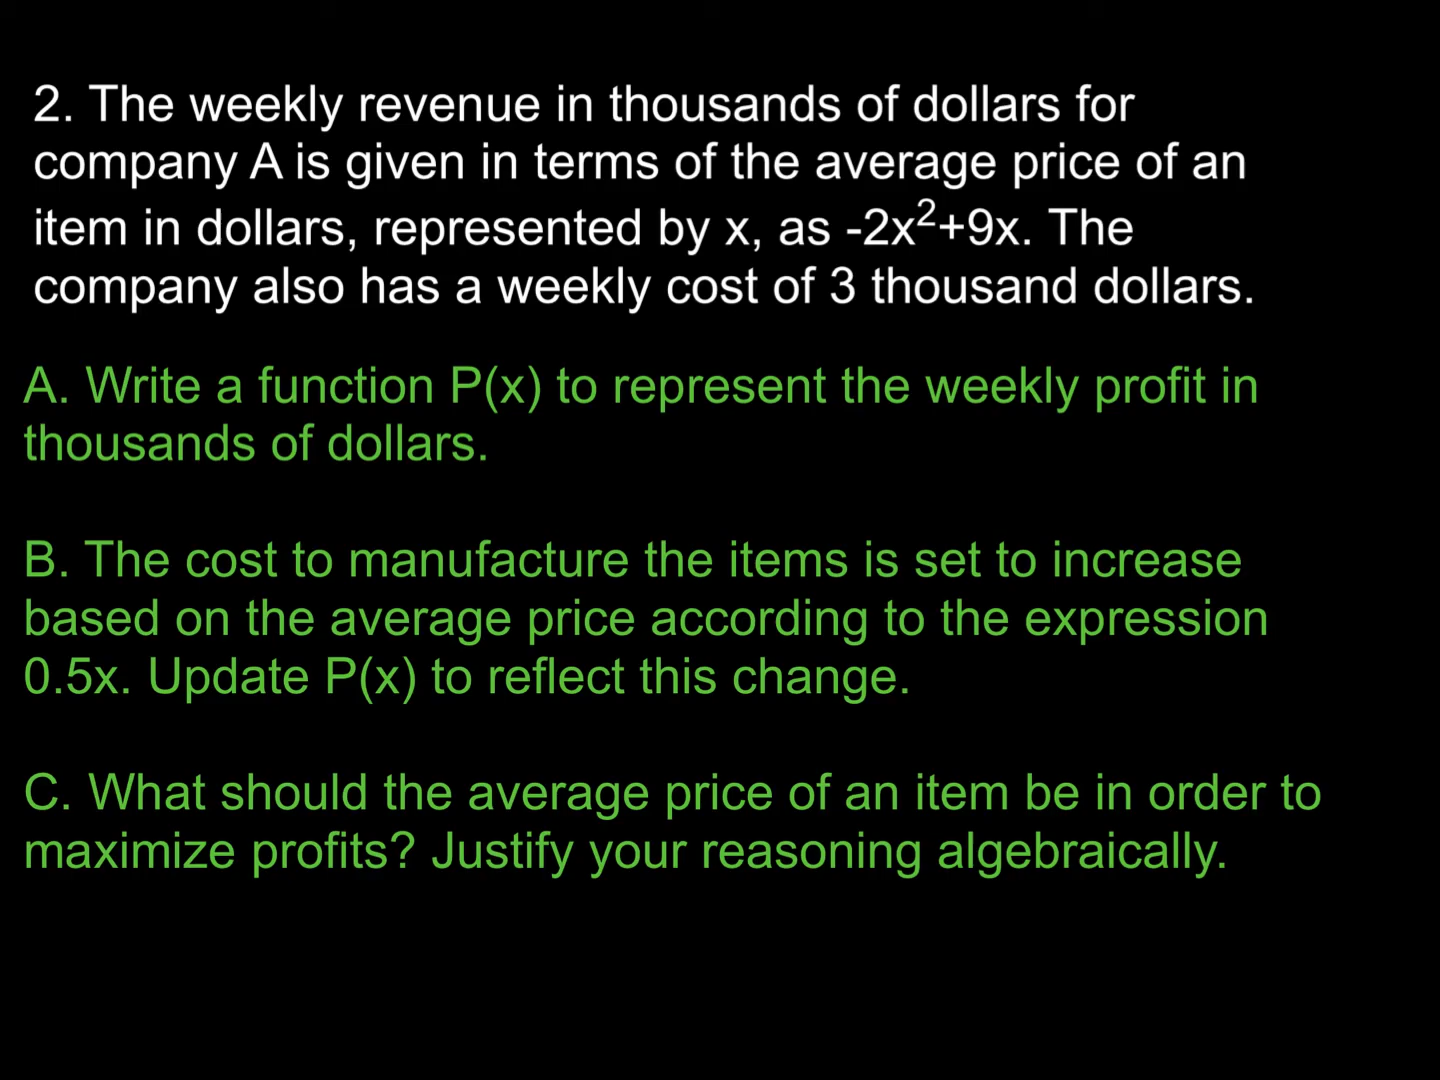 2. The weekly revenue in thousands of dollars for
company A is given in terms of the average price of an
item in dollars, represented by x, as -2x²+9x. The
company also has a weekly cost of 3 thousand dollars.
A. Write a function P(x) to represent the weekly profit in
thousands of dollars.
B. The cost to manufacture the items is set to increase
based on the average price according to the expression
0.5x. Update P(x) to reflect this change.
C. What should the average price of an item be in order to
maximize profits? Justify your reasoning algebraically.